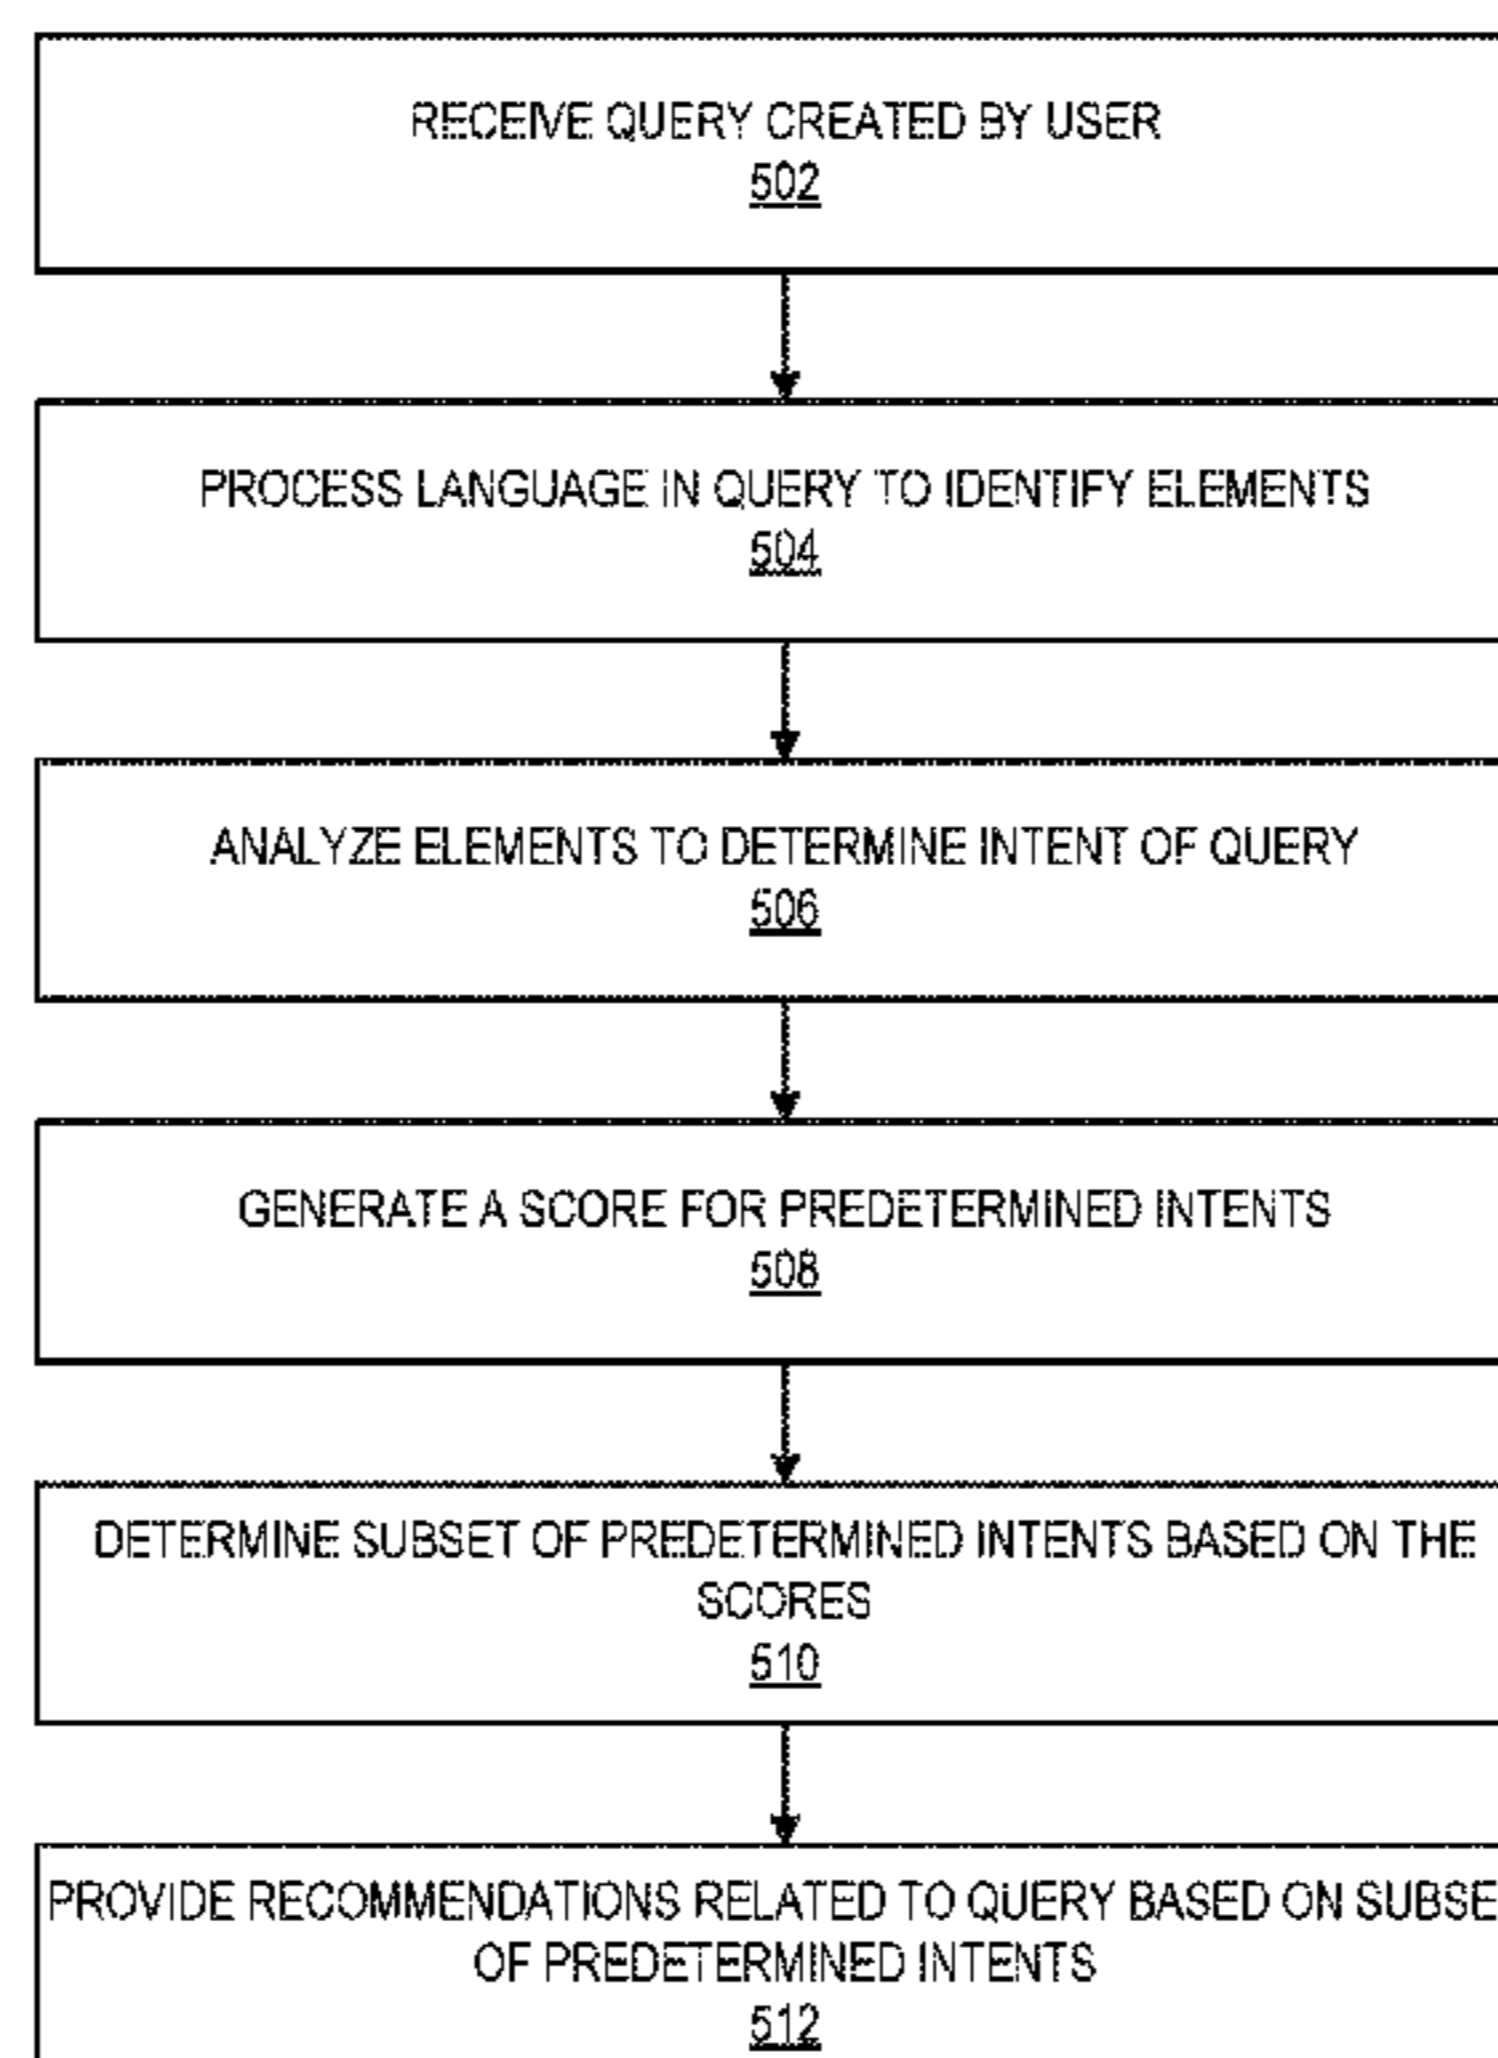 RECEIVE QUERY CREATED BY USER
502
PROCESS LANGUAGE IN QUERY TO IDENTIFY ELEMENTS
504
ANALYZE ELEMENTS TO DETERMINE INTENT OF QUERY
506
GENERATE A SCORE FOR PREDETERMINED INTENTS
508
DETERMINE SUBSET OF PREDETERMINED INTENTS BASED ON THE
SCORES
510
PROVIDE RECOMMENDATIONS RELATED TO QUERY BASED ON SUBSE
OF PREDETERMINED INTENTS
512